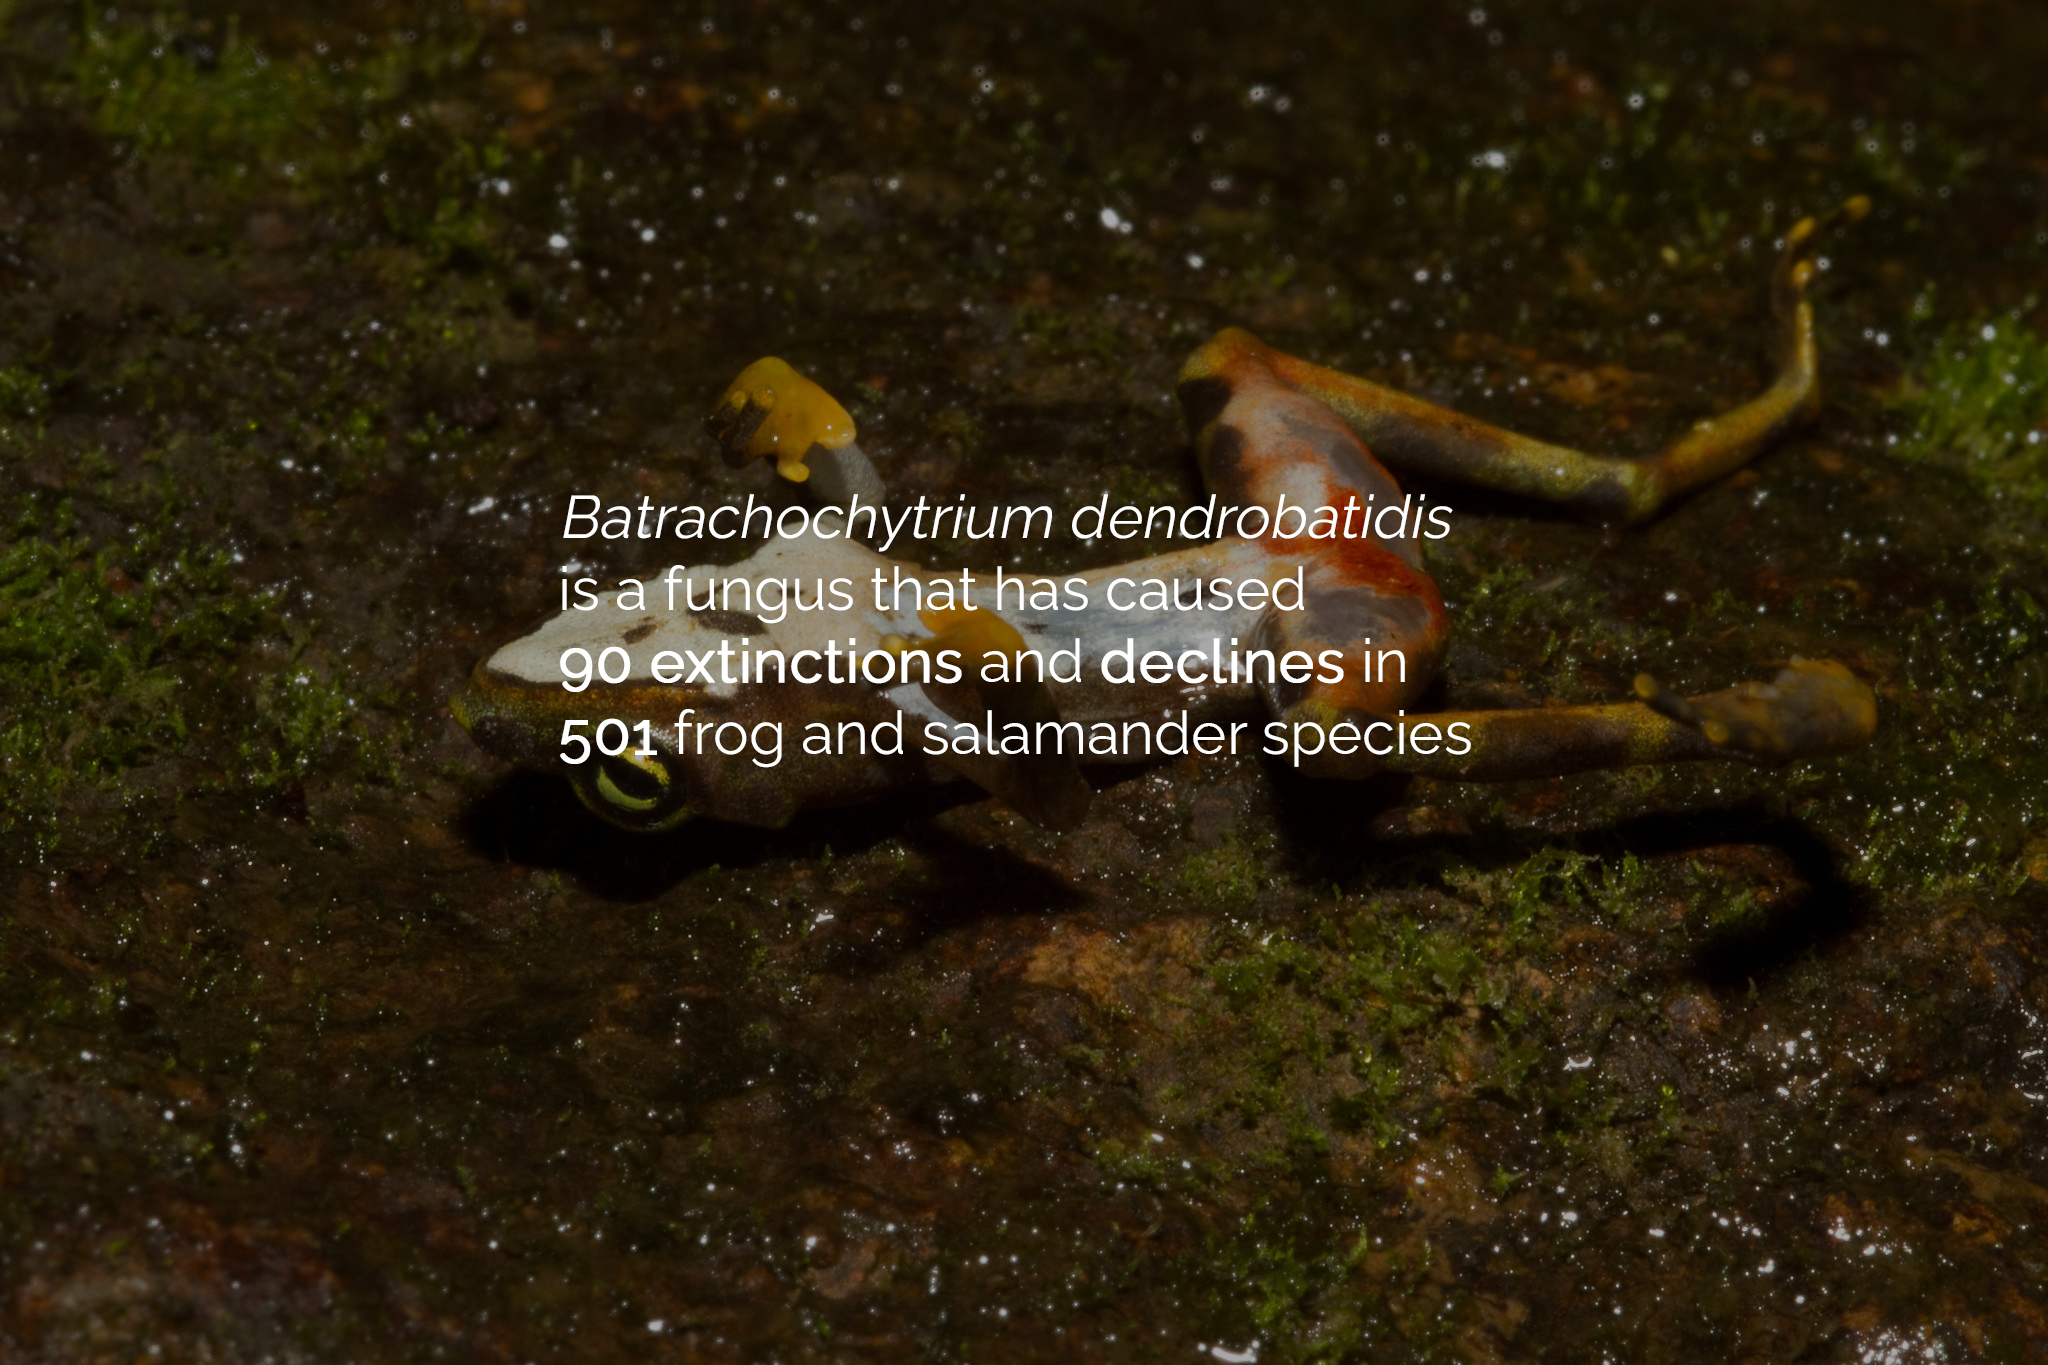 Batrachochytrium dendrobatidis
is a fungus that has caused
90 extinctions and declines in
501 frog and salamander species